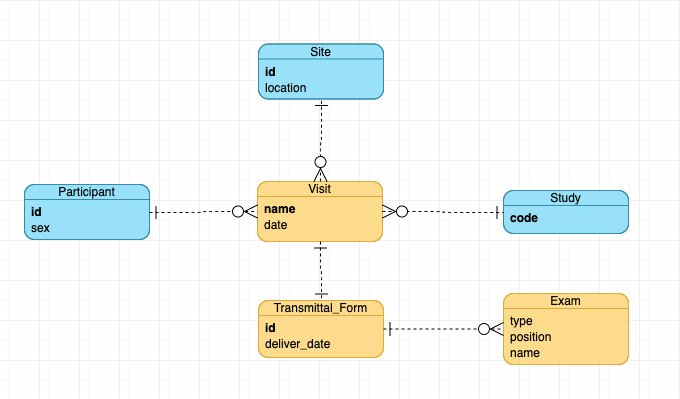 Site
id
location
Participant
id
sex
Visit
name
date
Study
code
Transmittal_Form
id
deliver_date
Exam
type
position
name